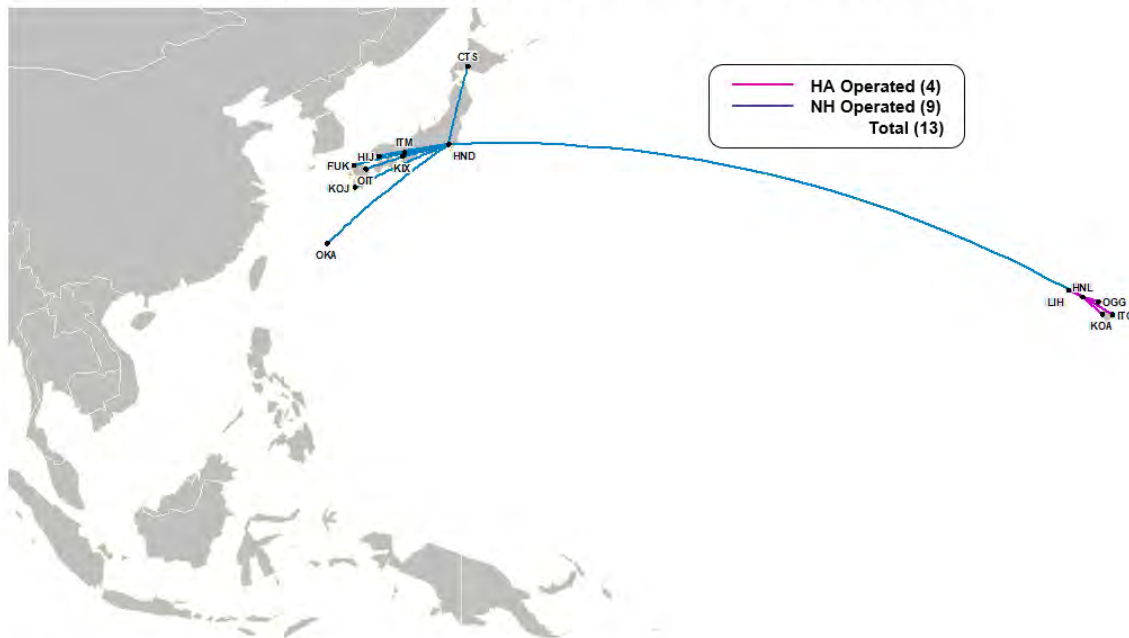 CTS
HA Operated (4)
NH Operated (9)
Total (13)
ITM
HIJ
HND
FUK
KIX
OIT
KOJ
OKA
HNL
LIH
OGG
KOA
ITO